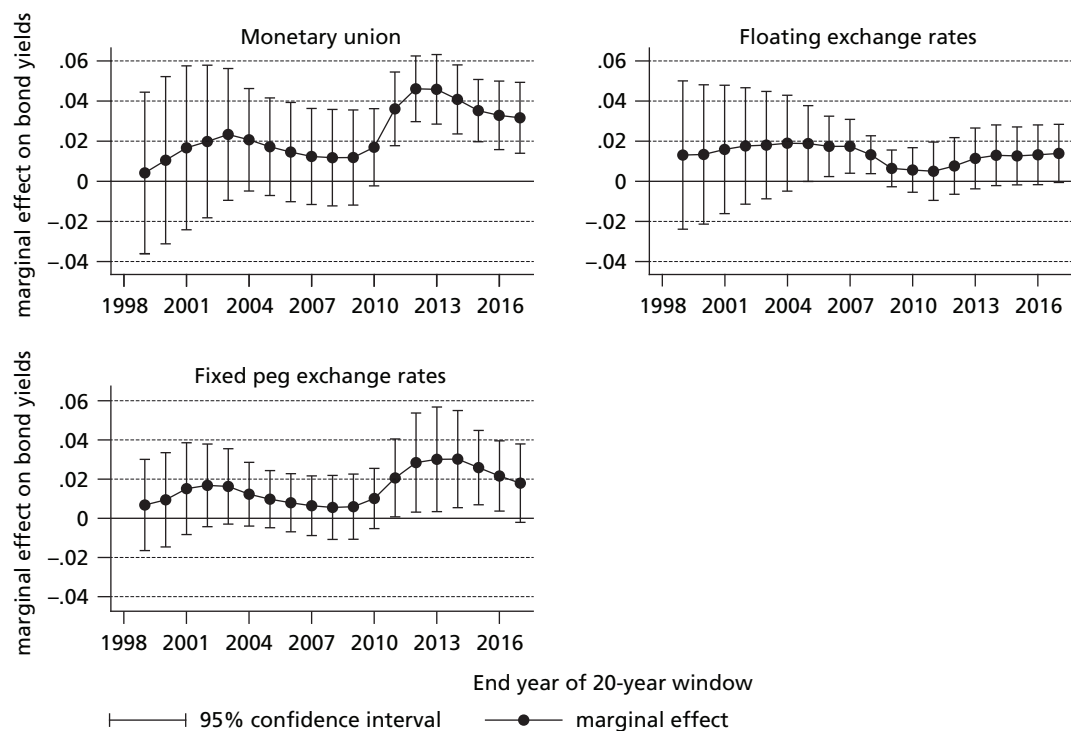 Monetary union
marginal effect on bond yields
.06
.04
.02
0
–.02
–.04
1998 2001 2004 2007 2010 2013 2016
Floating exchange rates
.06
.04
.02
0
–.02
–.04
1998 2001 2004 2007 2010 2013 2016
Fixed peg exchange rates
marginal effect on bond yields
.06
.04
.02
0
–.02
–.04
1998 2001 2004 2007 2010 2013 2016
End year of 20-year window
95% confidence interval marginal effect